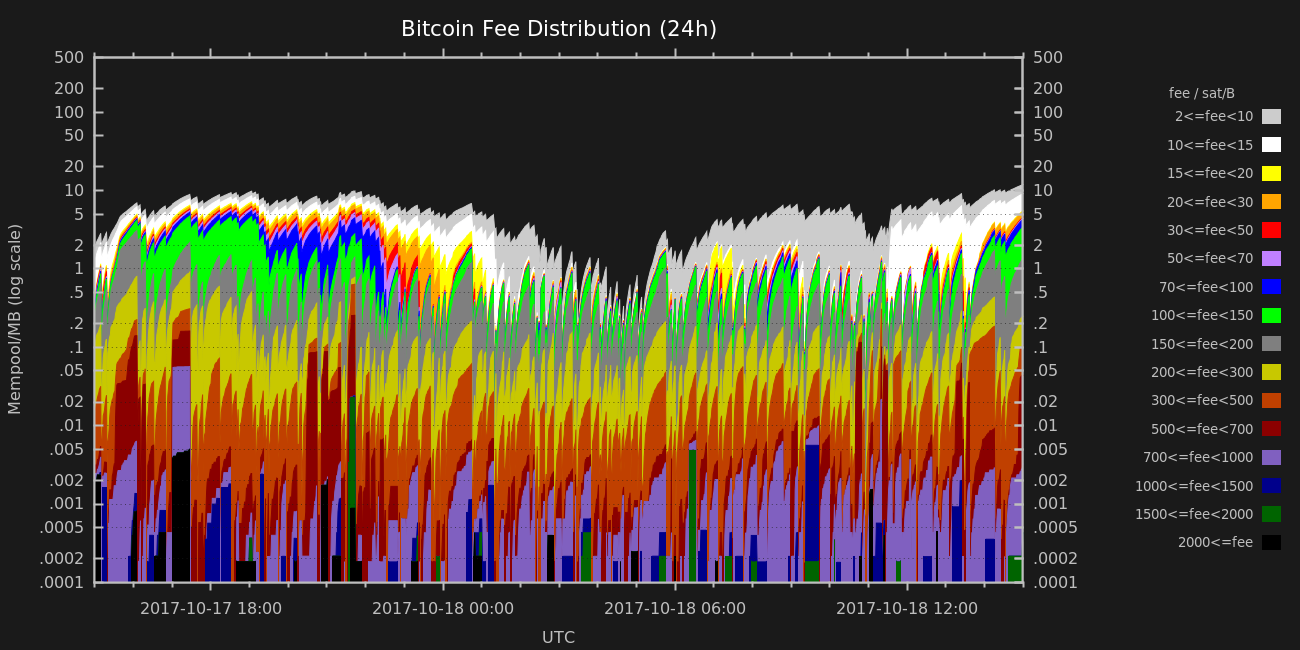 Bitcoin Fee Distribution (24h)
500
200
100
50
20
10
5
2
1
.5
.2
.1
.05
.02
.01
.005
.002
.001
.0005
.0002
.0001
Mempool/MB (log scale)
500
200
100
50
20
10
5
2
1
.5
.2
.1
.05
.02
.01
.005
.002
.001
.0005
.0002
.0001
2017-10-17 18:00 2017-10-18 00:00 2017-10-18 06:00 2017-10-18 12:00
UTC
fee / sat/B
2<=fee<10
10<=fee<15
15<=fee<20
20<=fee<30
30<=fee<50
50<=fee<70
70<=fee<100
100<=fee<150
150<=fee<200
200<=fee<300
300<=fee<500
500<=fee<700
700<=fee<1000
1000<=fee<1500
1500<=fee<2000
2000<=fee